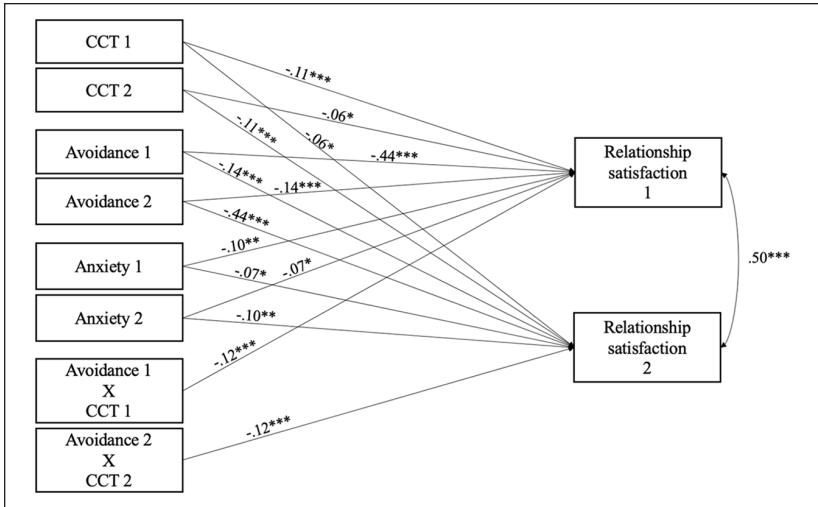 CCT 1
CCT 2
Avoidance 1
Avoidance 2
Anxiety 1
Anxiety 2
Avoidance 1
X
CCT 1
Avoidance 2
X
CCT 2
-.11***
-.06*
-.06*
-.11***
-.44***
-.14***
-.14***
-.44***
-.10**
-.07*
-.07*
-.10**
-.12***
-.12***
Relationship
satisfaction
1
Relationship
satisfaction
2
.50***